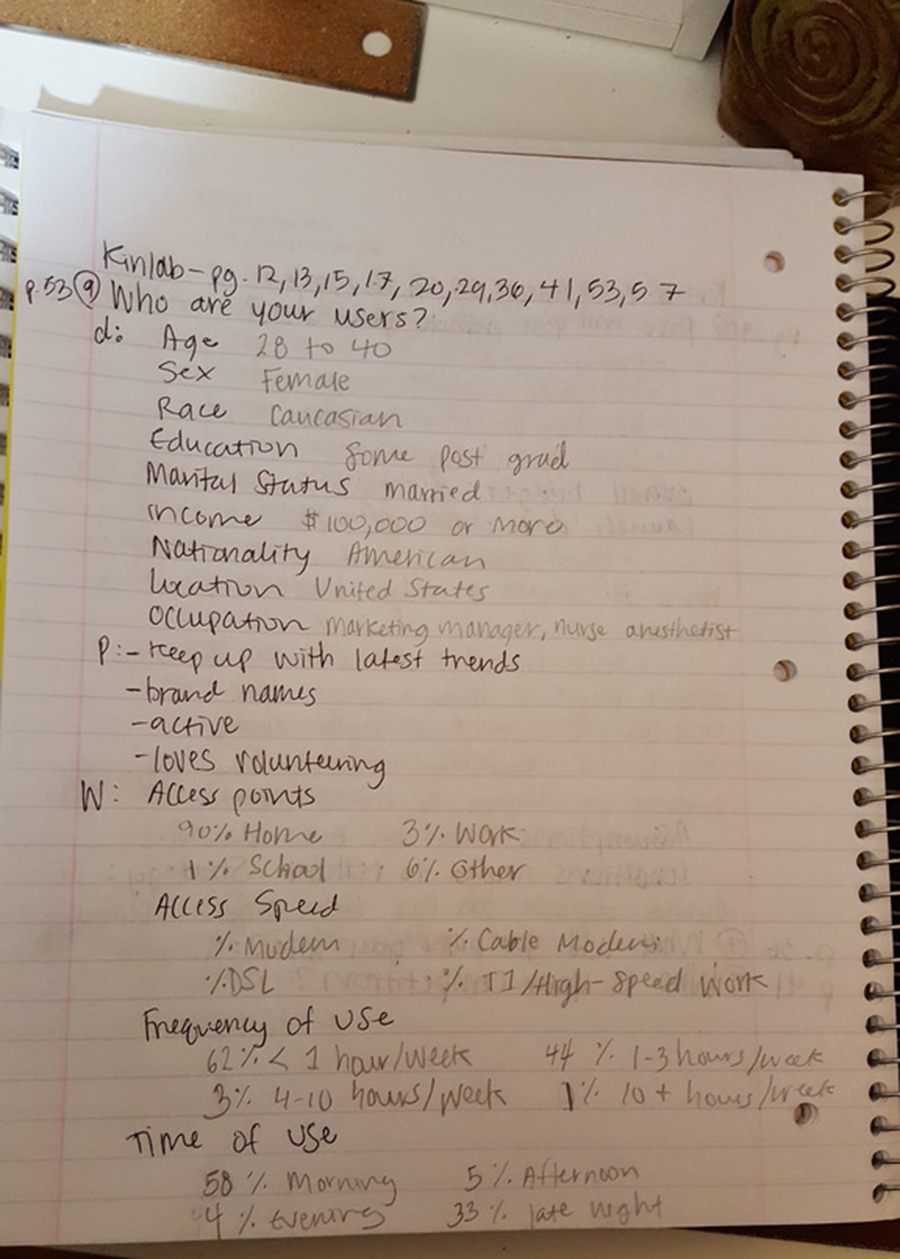 Kinlab - pg. 12, 13, 15, 17, 20, 29, 36, 41, 53, 57
p.53 9 Who are your users?
d: Age 28 to 40
Sex Female
Race Caucasian
Education Some post grad
Marital Status married
Income $100,000 or more
Nationality American
Location United States
Occupation marketing manager, nurse anesthetist
P: - Keep up with latest trends
- brand names
- active
- loves volunteering
W: Access points
90% Home 3% Work
1% School 6% Other
Access Speed
% Modem % Cable Modem
% DSL % T1/High-Speed Work
Frequency of Use
62% < 1 hour/week 44 % 1-3 hours/week
3% 4-10 hours/week 1% 10+ hours/week
Time of Use
58 % Morning 5 % Afternoon
4 % Evening 33 % late night